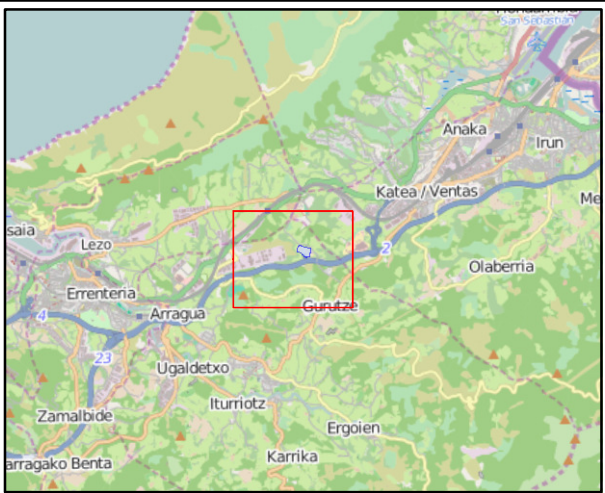 San Sebastián
Anaka
Irun
Katea / Ventas
Me
saia
Lezo
2
Olaberria
Errenteria
Gurutze
4
Arragua
23
Ugaldetxo
Iturriotz
Zamalbide
Ergoien
Karrika
arragako Benta